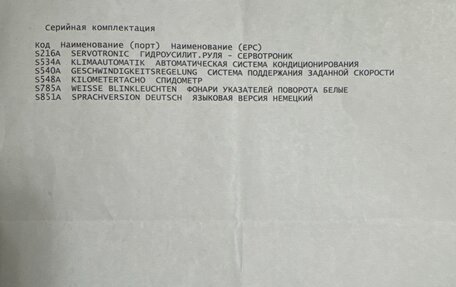 Серийная комплектация
Код Наименование (порт) Наименование (EPC)
S216A SERVOTRONIC ГИДРОУСИЛИТ.РУЛЯ - СЕРВОТРОНИК
S534A KLIMAAUTOMATIK АВТОМАТИЧЕСКАЯ СИСТЕМА КОНДИЦИОНИРОВАНИЯ
S540A GESCHWINDIGKEITSREGELUNG СИСТЕМА ПОДДЕРЖАНИЯ ЗАДАННОЙ СКОРОСТИ
S548A KILOMETERTACHO СПИДОМЕТР
S785A WEISSE BLINKLEUCHTEN ФОНАРИ УКАЗАТЕЛЕЙ ПОВОРОТА БЕЛЫЕ
S851A SPRACHVERSION DEUTSCH ЯЗЫКОВАЯ ВЕРСИЯ НЕМЕЦКИЙ